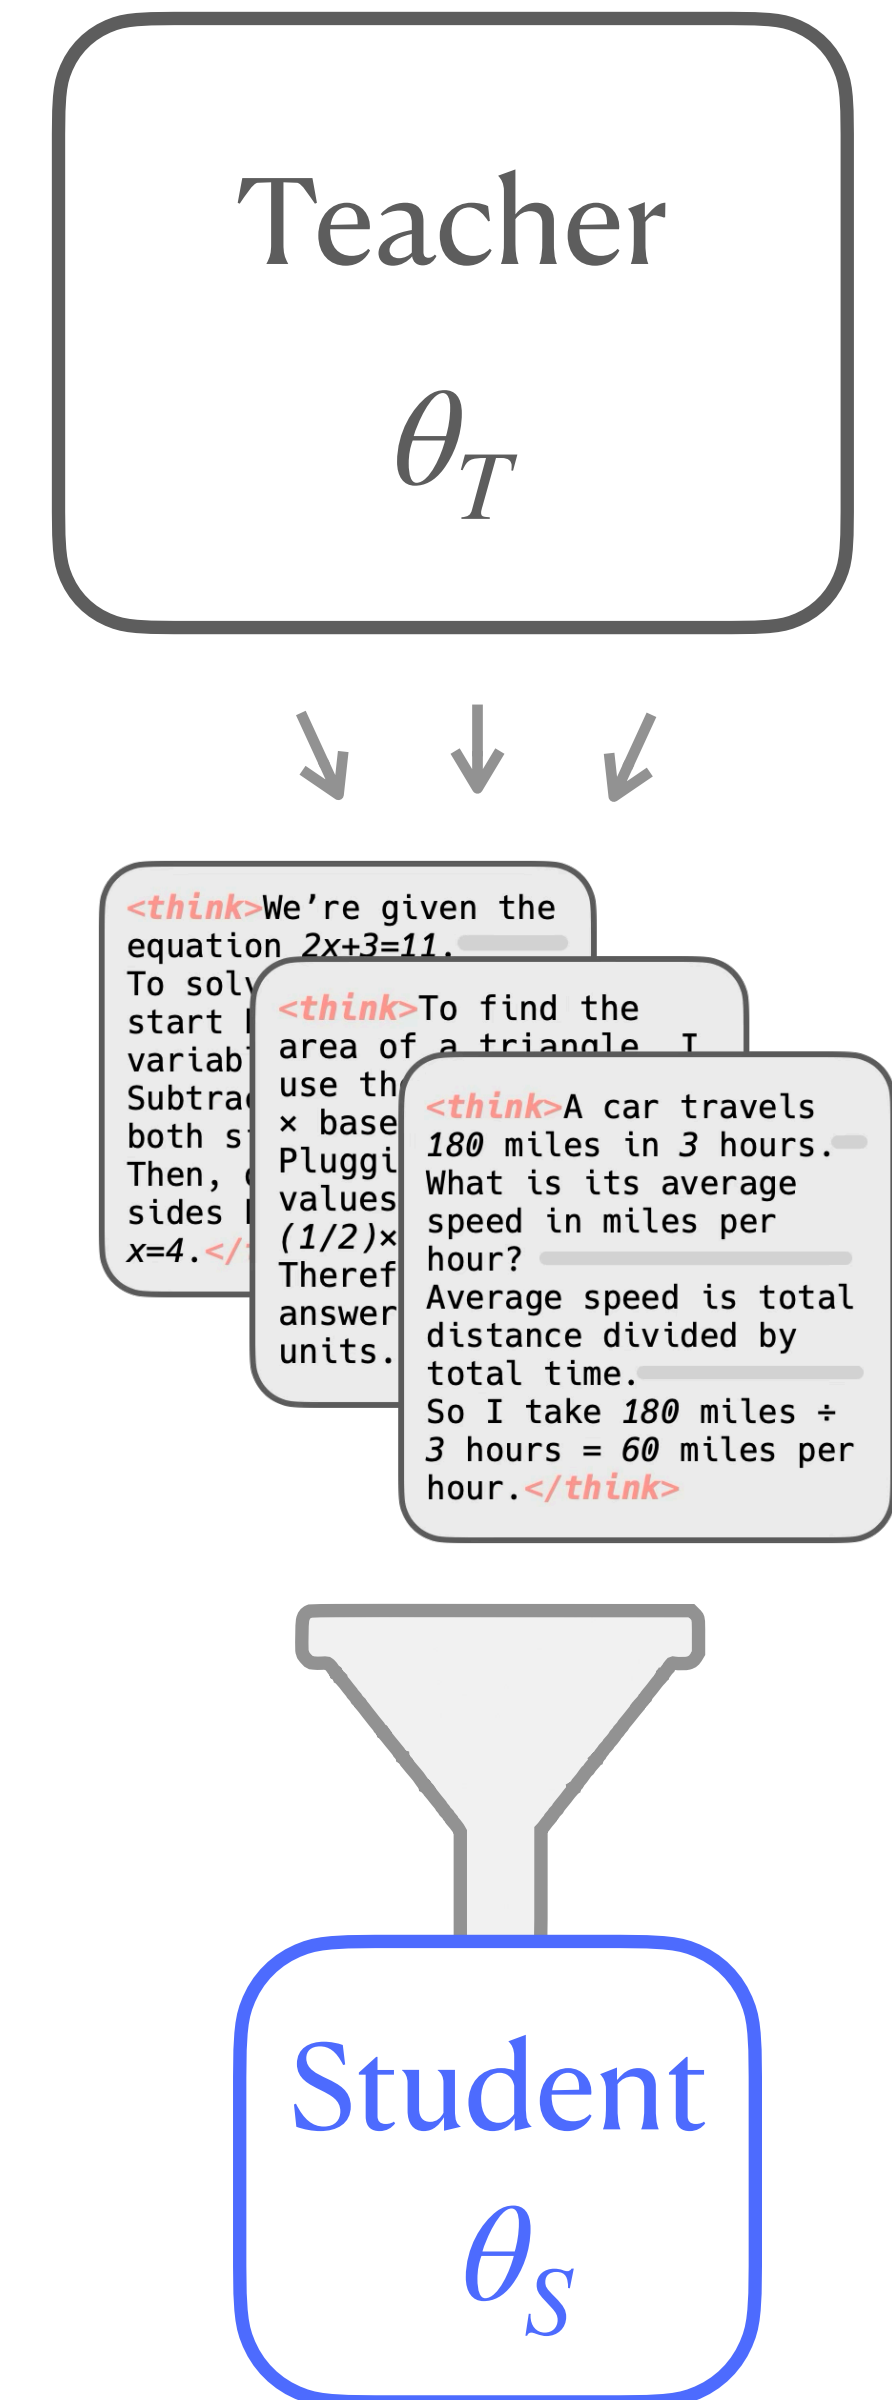 Teacher
θ_T
<think>We’re given the
equation 2x+3=11.
To solv
start
variab
Subtra
both s
Then,
sides
x=4.</
<think>To find the
area of a triangle, I
use th
× base
Pluggi
values
(1/2)×
Theref
answer
units.
<think>A car travels
180 miles in 3 hours.
What is its average
speed in miles per
hour?
Average speed is total
distance divided by
total time.
So I take 180 miles ÷
3 hours = 60 miles per
hour.</think>
Student
θ_S